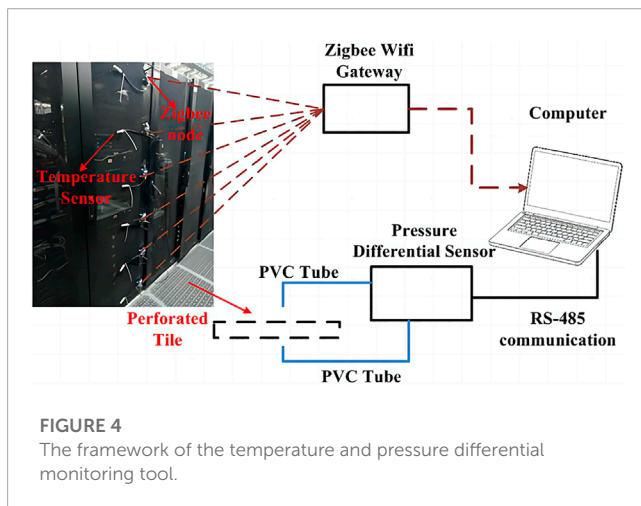 Zigbee Wifi
Gateway
Zigbee
node
Computer
Temperature
Sensor
Pressure
Differential Sensor
PVC Tube
Perforated
Tile
RS-485
communication
PVC Tube
FIGURE 4
The framework of the temperature and pressure differential
monitoring tool.